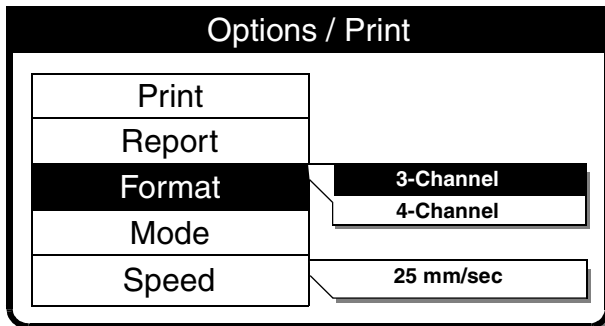 Options / Print
Print
Report
Format
3-Channel
4-Channel
Mode
Speed
25 mm/sec